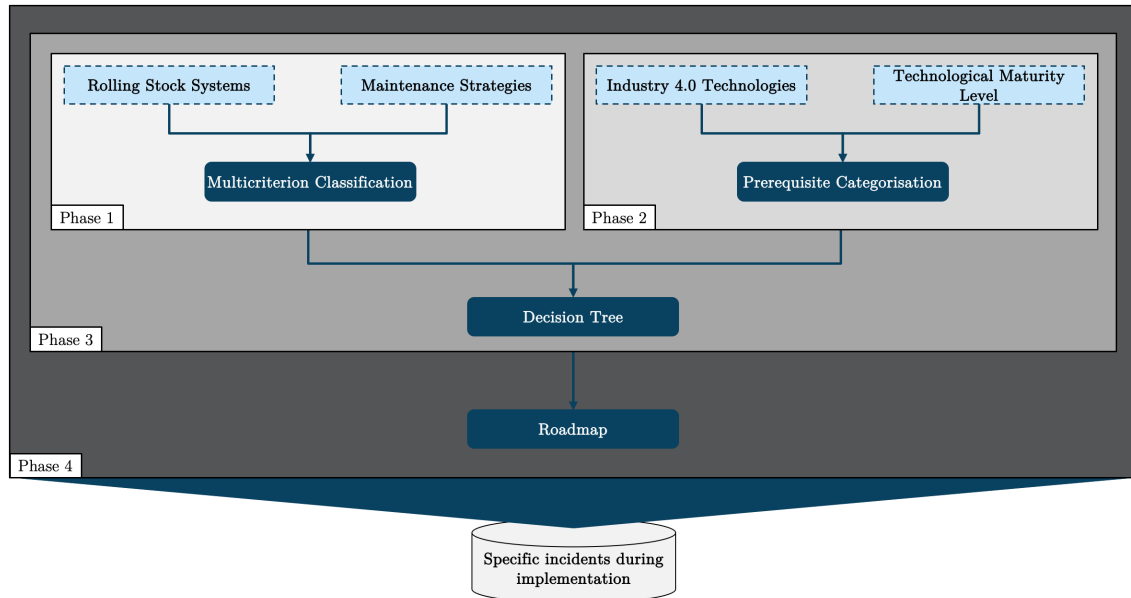 Rolling Stock Systems
Maintenance Strategies
Multicriterion Classification
Phase 1
Industry 4.0 Technologies
Technological Maturity
Level
Prerequisite Categorisation
Phase 2
Decision Tree
Phase 3
Roadmap
Phase 4
Specific incidents during
implementation